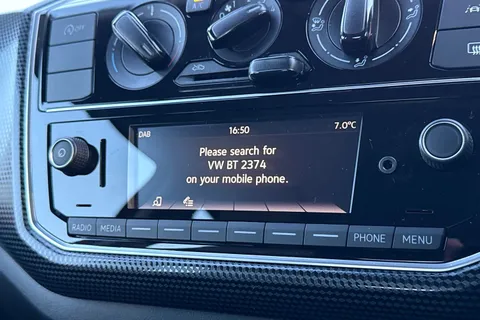 DAB 16:50 7.0°C
Please search for
VW BT 2374
on your mobile phone.
RADIO MEDIA PHONE MENU